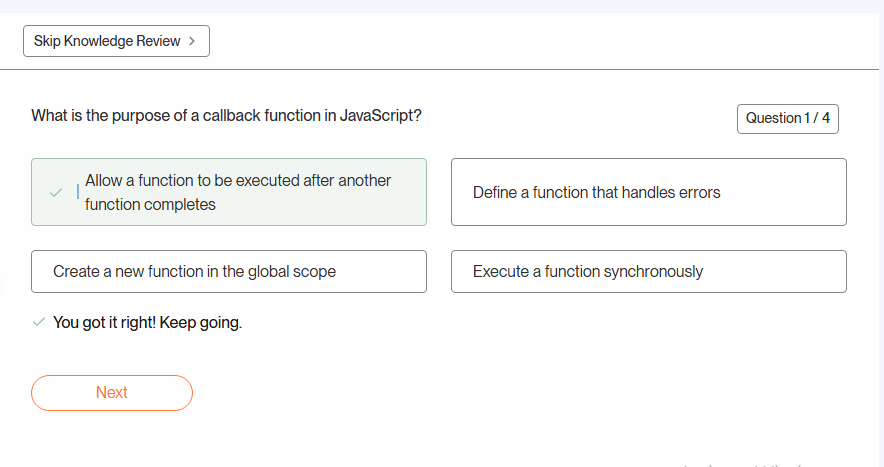 Skip Knowledge Review
What is the purpose of a callback function in JavaScript?
Question 1 / 4
Allow a function to be executed after another
function completes
Define a function that handles errors
Create a new function in the global scope
Execute a function synchronously
You got it right! Keep going.
Next